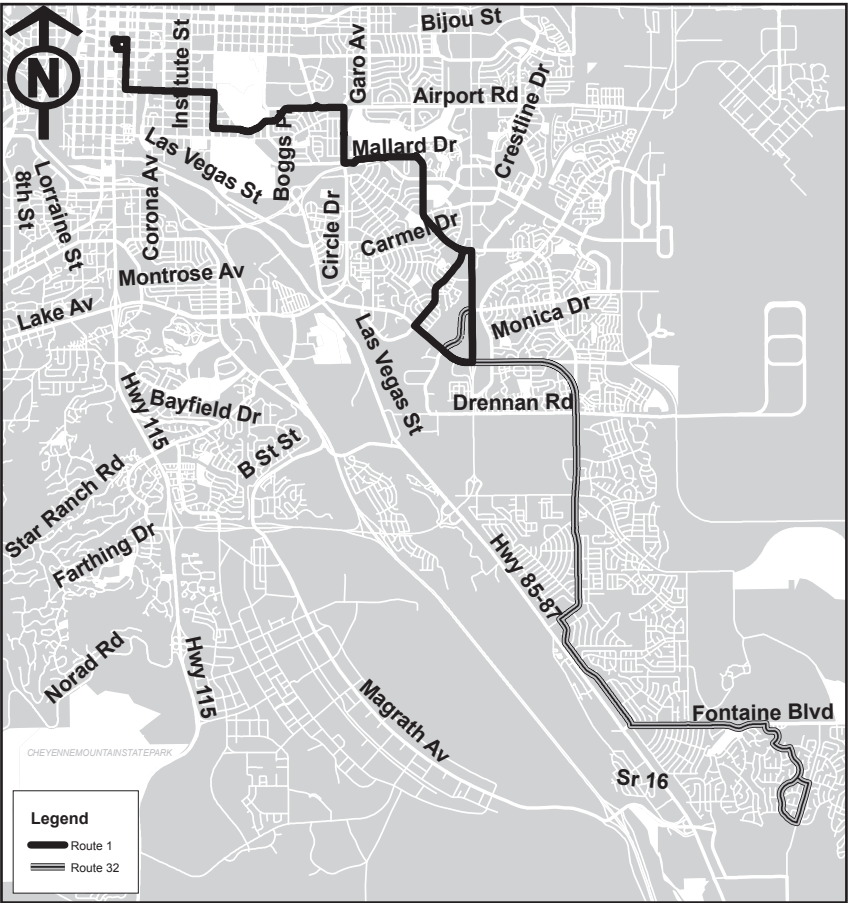 Bijou St
Institute St
Garo Av
N
Airport Rd
Crestline Dr
Mallard Dr
Las Vegas St
Boggs
Lorraine St
8th St
Corona Av
Circle Dr
Carmel Dr
Montrose Av
Lake Av
Monica Dr
Las Vegas St
Hwy 115
Bayfield Dr
Drennan Rd
B St St
Star Ranch Rd
Farthing Dr
Hwy 85-87
Norad Rd
Hwy 115
Magrath Av
Fontaine Blvd
CHEYENNEMOUNTAINSTATEPARK
Sr 16
Legend
Route 1
Route 32